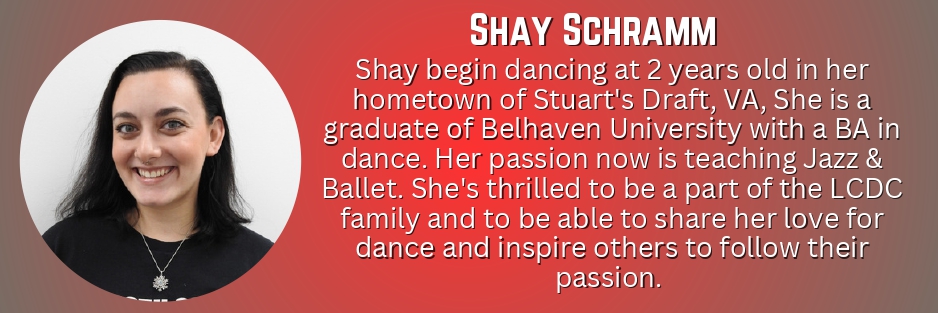 Shay Schramm
Shay begin dancing at 2 years old in her
hometown of Stuart's Draft, VA, She is a
graduate of Belhaven University with a BA in
dance. Her passion now is teaching Jazz &
Ballet. She's thrilled to be a part of the LCDC
family and to be able to share her love for
dance and inspire others to follow their
passion.